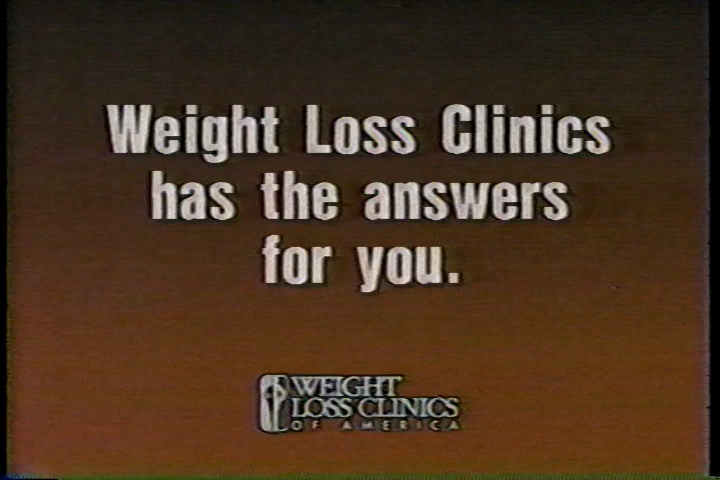 Weight Loss Clinics
has the answers
for you.
WEIGHT
LOSS CLINICS
OF AMERICA